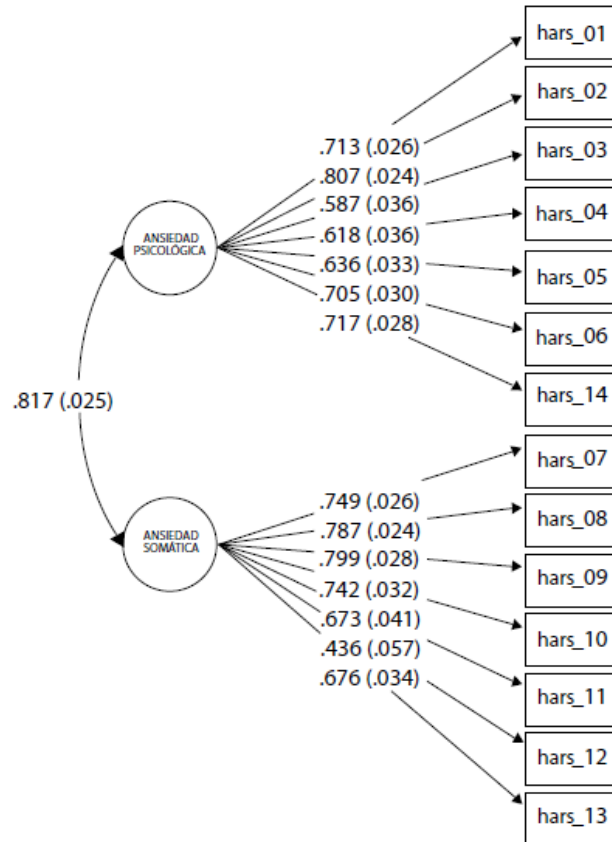 hars_01
hars_02
hars_03
hars_04
hars_05
hars_06
hars_14
.713 (.026)
.807 (.024)
.587 (.036)
.618 (.036)
.636 (.033)
.705 (.030)
.717 (.028)
ANSIEDAD
PSICOLÓGICA
.817 (.025)
ANSIEDAD
SOMÁTICA
.749 (.026)
.787 (.024)
.799 (.028)
.742 (.032)
.673 (.041)
.436 (.057)
.676 (.034)
hars_07
hars_08
hars_09
hars_10
hars_11
hars_12
hars_13